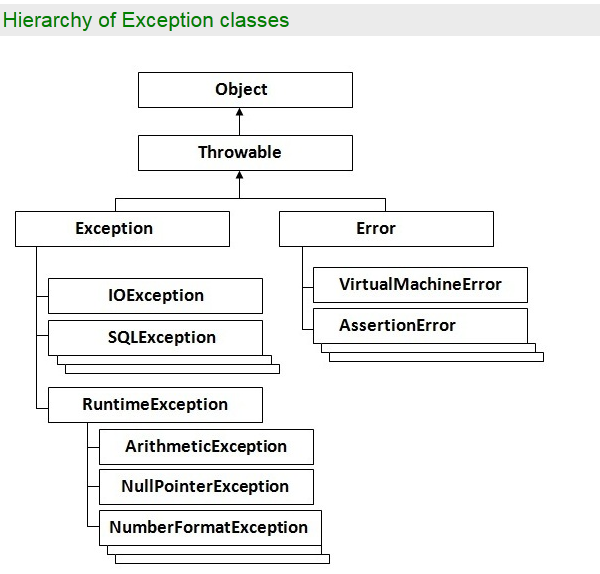 Hierarchy of Exception classes
Object
Throwable
Exception
Error
IOException
SQLException
RuntimeException
ArithmeticException
NullPointerException
NumberFormatException
VirtualMachineError
AssertionError